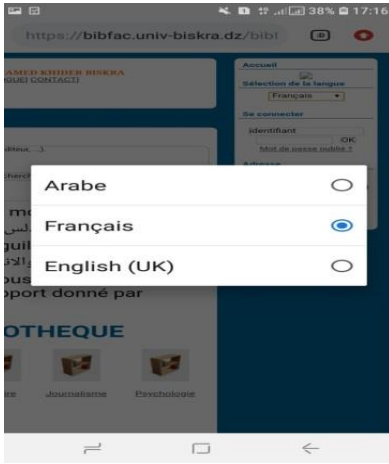 38% 17:16
https://bibfac.univ-biskra.dz/bibl
AMED KHIDER BISKRA
CONTACT)
Accueil
Sélection de la langue
Français
Se connecter
identifiant
OK
Mot de passe oublié ?
Adresse
Arabe
Français
English (UK)
pport donné par
OTHEQUE
Journalisme Psychologie